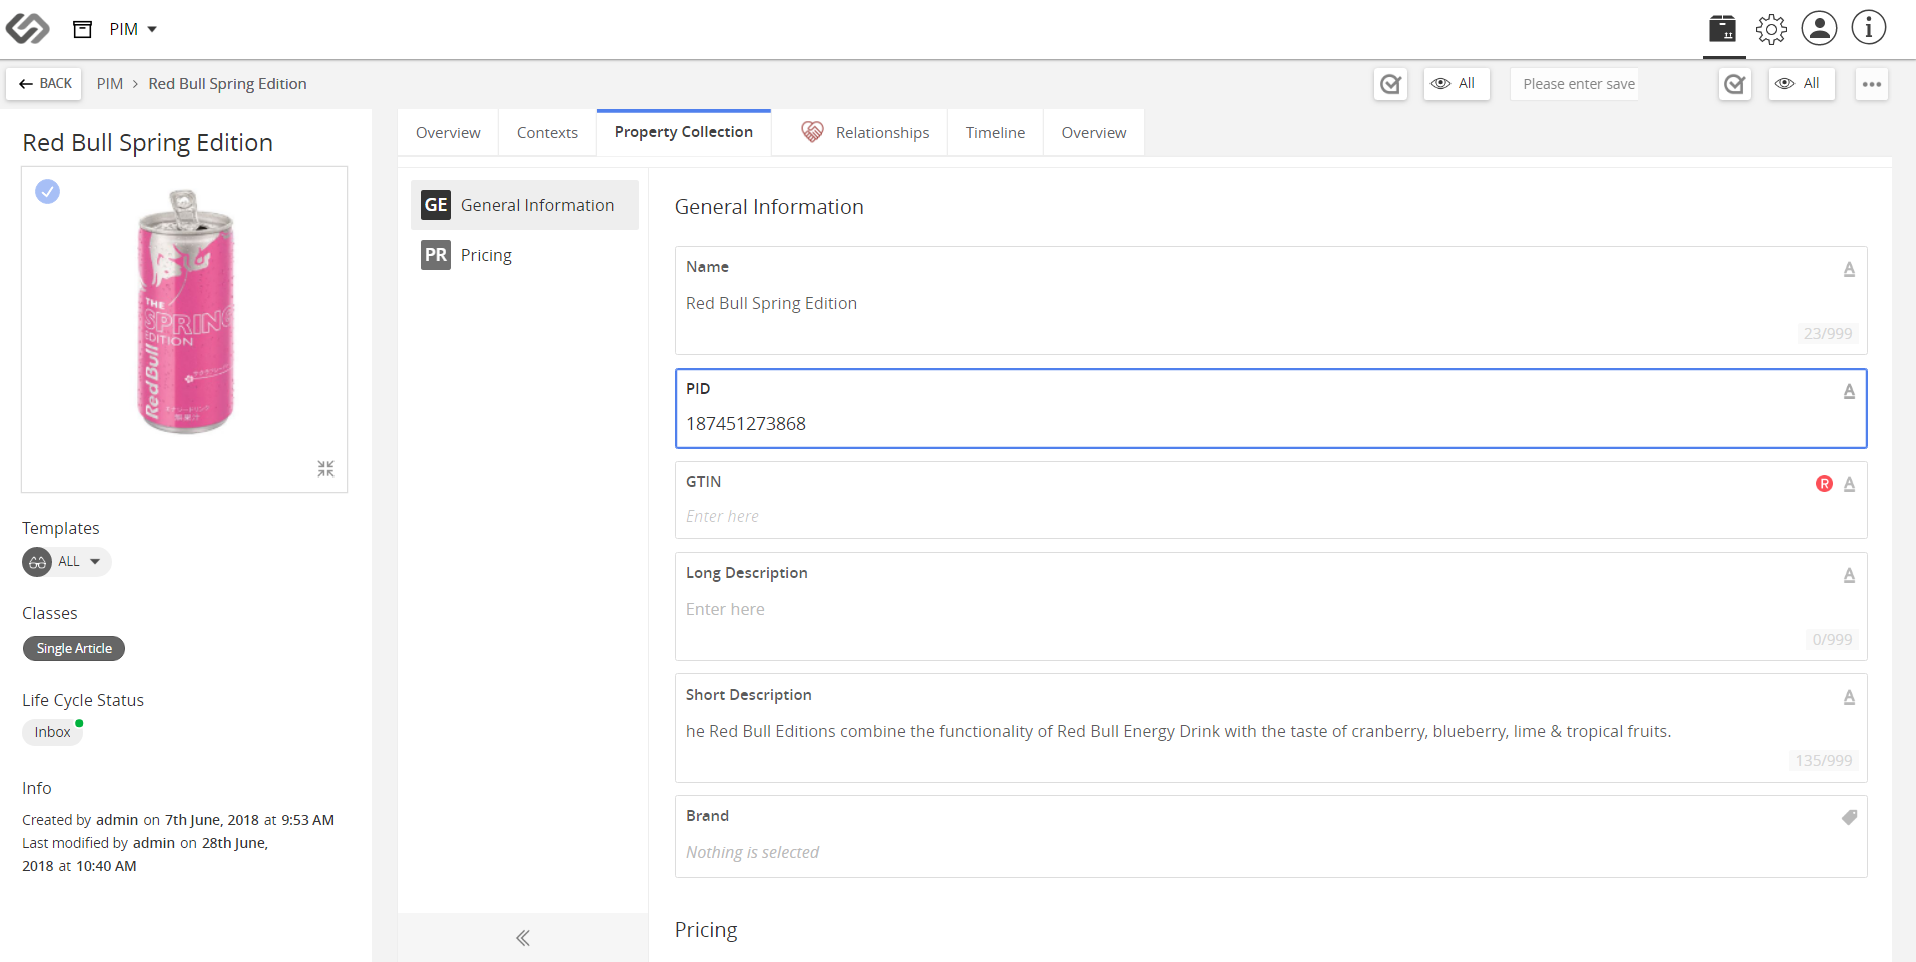 PIM
BACK
PIM > Red Bull Spring Edition
All
Please enter save
All
Red Bull Spring Edition
THE
SPRING
EDITION
Red Bull
Templates
ALL
Classes
Single Article
Life Cycle Status
Inbox
Info
Created by admin on 7th June, 2018 at 9:53 AM
Last modified by admin on 28th June,
2018 at 10:40 AM
Overview
Contexts
Property Collection
Relationships
Timeline
Overview
GE General Information
PR Pricing
General Information
Name
A
Red Bull Spring Edition
23/999
PID
A
187451273868
GTIN
R A
Enter here
Long Description
A
Enter here
0/999
Short Description
A
he Red Bull Editions combine the functionality of Red Bull Energy Drink with the taste of cranberry, blueberry, lime & tropical fruits.
135/999
Brand
Nothing is selected
Pricing